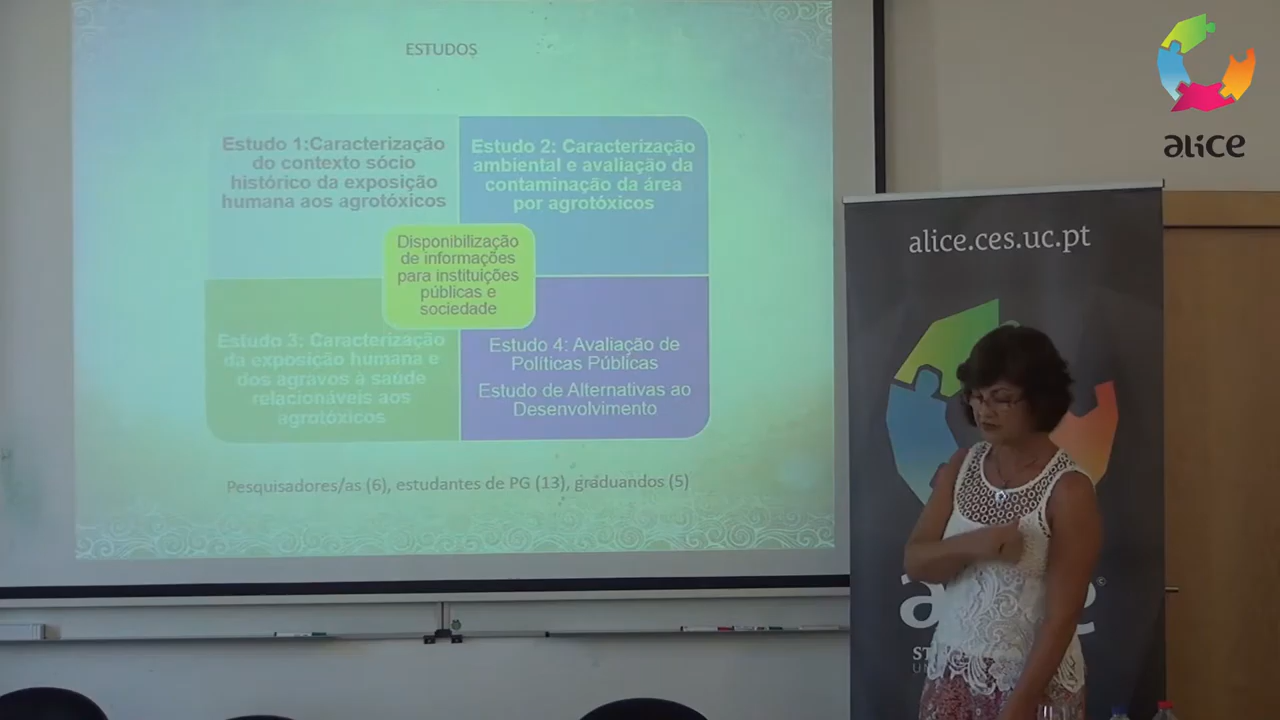 ESTUDOS
Estudo 1:Caracterização
do contexto sócio
histórico da exposição
humana aos agrotóxicos
Estudo 2: Caracterização
ambiental e avaliação da
contaminação da área
por agrotóxicos
Disponibilização
de informações
para instituições
públicas e
sociedade
Estudo 3: Caracterização
da exposição humana e
dos agravos à saúde
relacionáveis aos
agrotóxicos
Estudo 4: Avaliação de
Políticas Públicas
Estudo de Alternativas ao
Desenvolvimento
Pesquisadores/as (6), estudantes de PG (13), graduandos (5)
alice
alice.ces.uc.pt